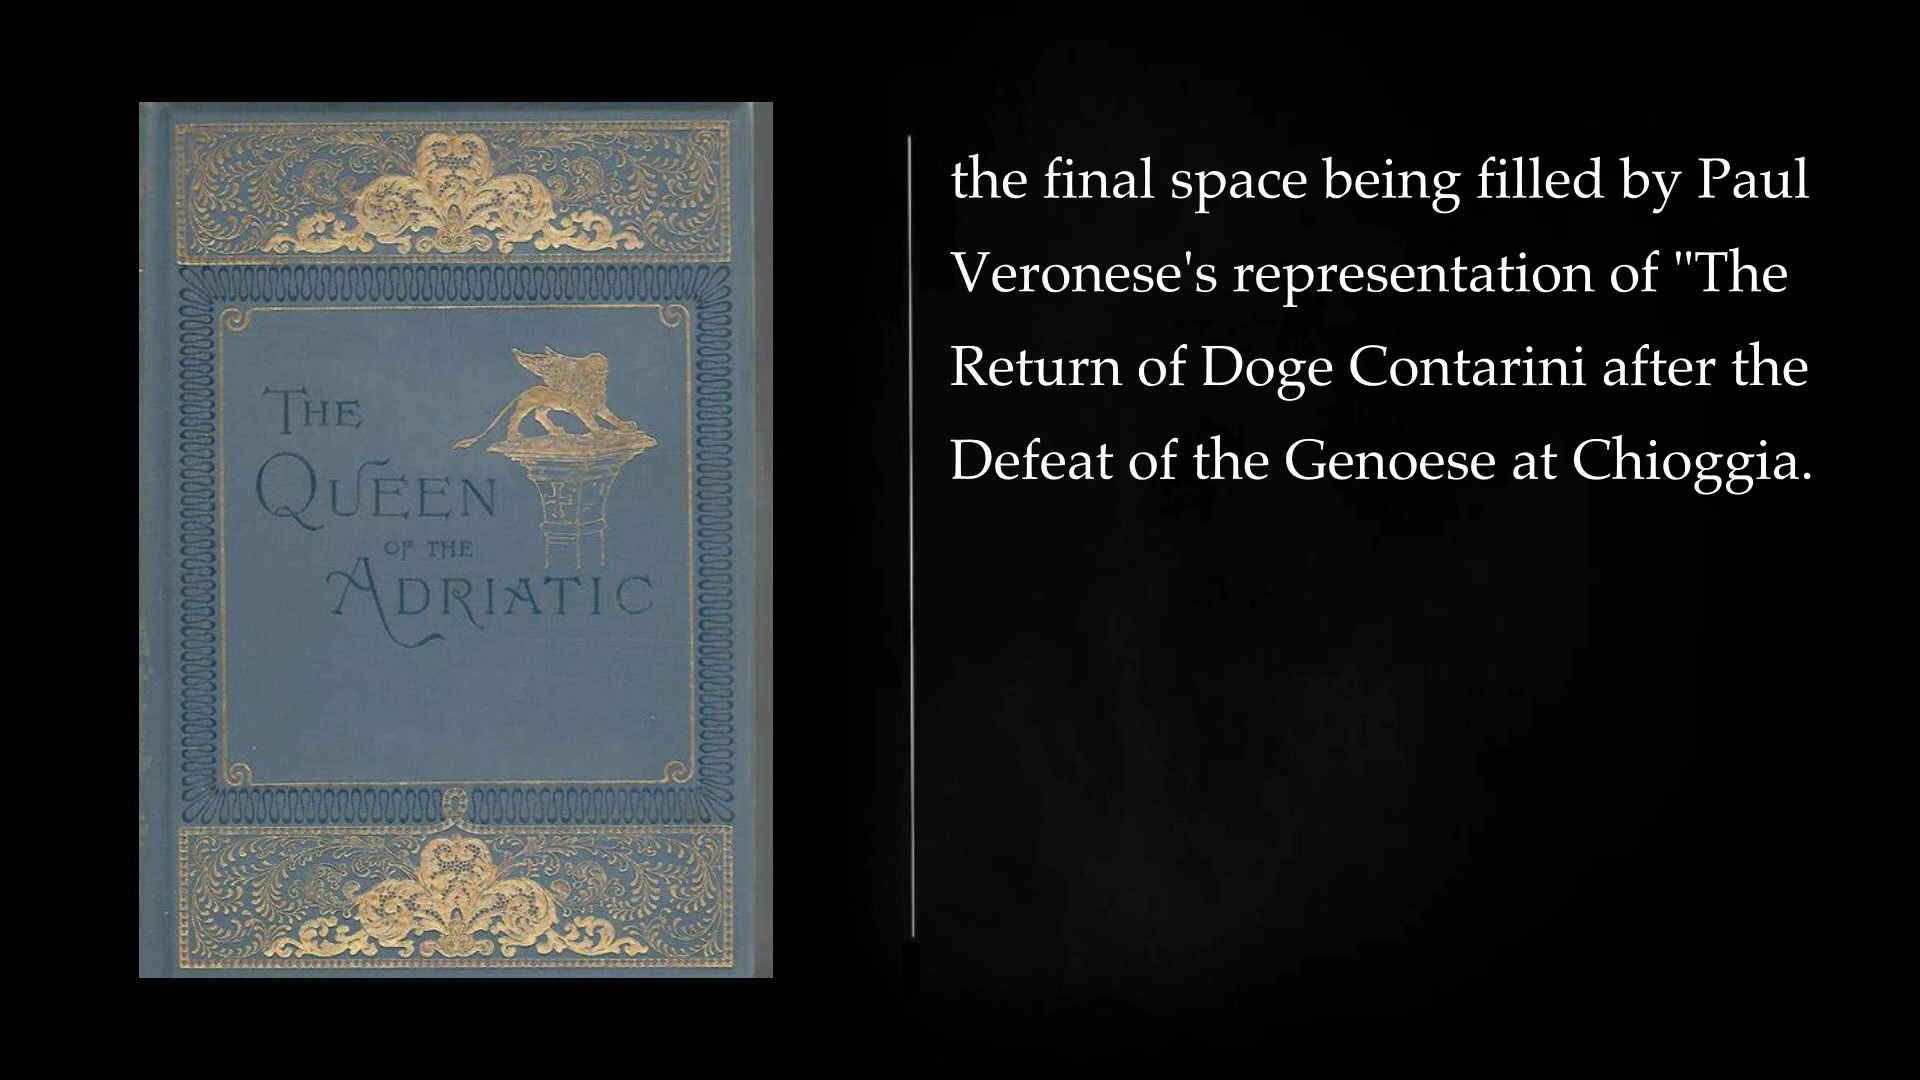 THE
QUEEN
OF THE
ADRIATIC
the final space being filled by Paul
Veronese's representation of "The
Return of Doge Contarini after the
Defeat of the Genoese at Chioggia.